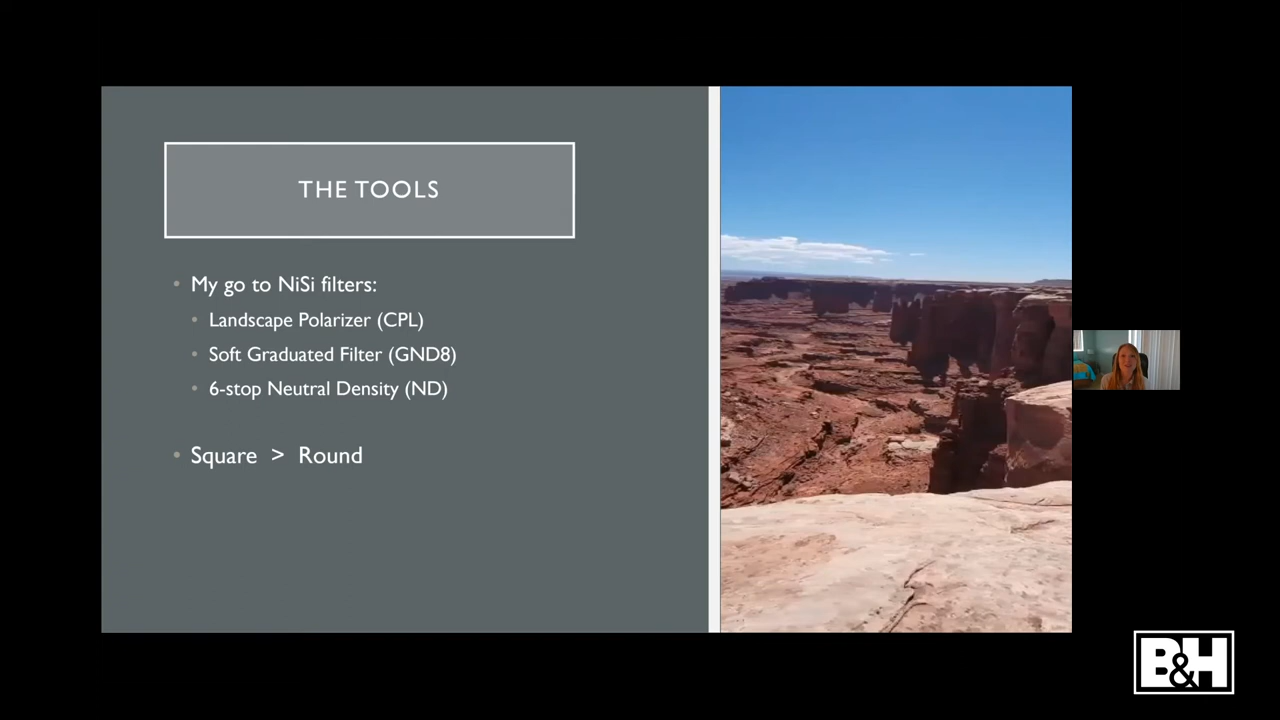 THE TOOLS
My go to NiSi filters:
Landscape Polarizer (CPL)
Soft Graduated Filter (GND8)
6-stop Neutral Density (ND)
Square > Round
B&H